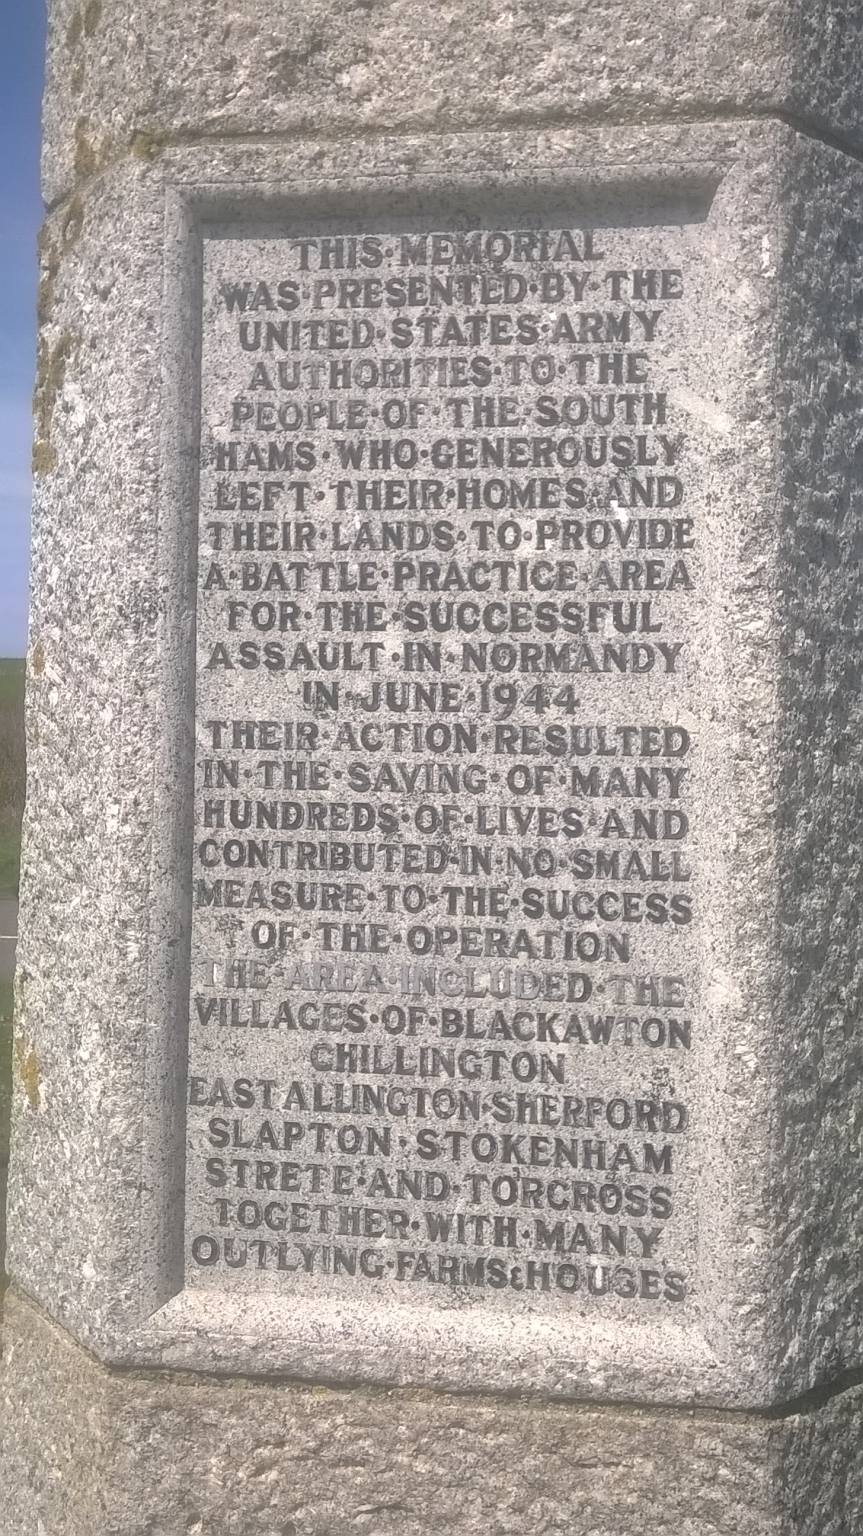 THIS·MEMORIAL
WAS·PRESENTED·BY·THE
UNITED·STATES·ARMY
AUTHORITIES·TO·THE
PEOPLE·OF·THE·SOUTH
HAMS·WHO·GENEROUSLY
LEFT·THEIR·HOMES·AND
THEIR·LANDS·TO·PROVIDE
A·BATTLE·PRACTICE·AREA
FOR·THE·SUCCESSFUL
ASSAULT·IN·NORMANDY
IN·JUNE·1944
THEIR·ACTION·RESULTED
IN·THE·SAVING·OF·MANY
HUNDREDS·OF·LIVES·AND
CONTRIBUTED·IN·NO·SMALL
MEASURE·TO·THE·SUCCESS
OF·THE·OPERATION
THE·AREA·INCLUDED·THE
VILLAGES·OF·BLACKAWTON
CHILLINGTON
EAST ALLINGTON·SHERFORD
SLAPTON·STOKENHAM
STRETE·AND·TORCROSS
TOGETHER·WITH·MANY
OUTLYING·FARMS&HOUSES